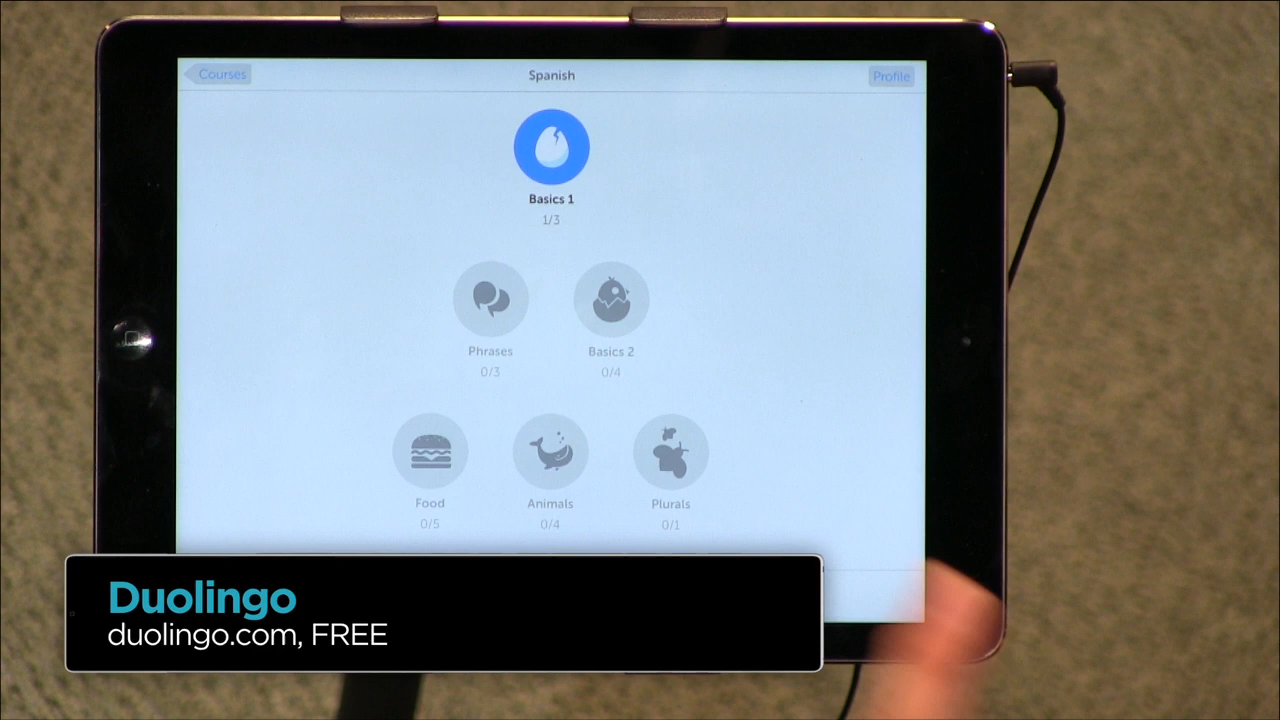 Courses
Spanish
Profile
Basics 1
1/3
Phrases
Basics 2
0/3
0/4
Food
Animals
Plurals
0/5
0/4
0/1
Duolingo
duolingo.com, FREE